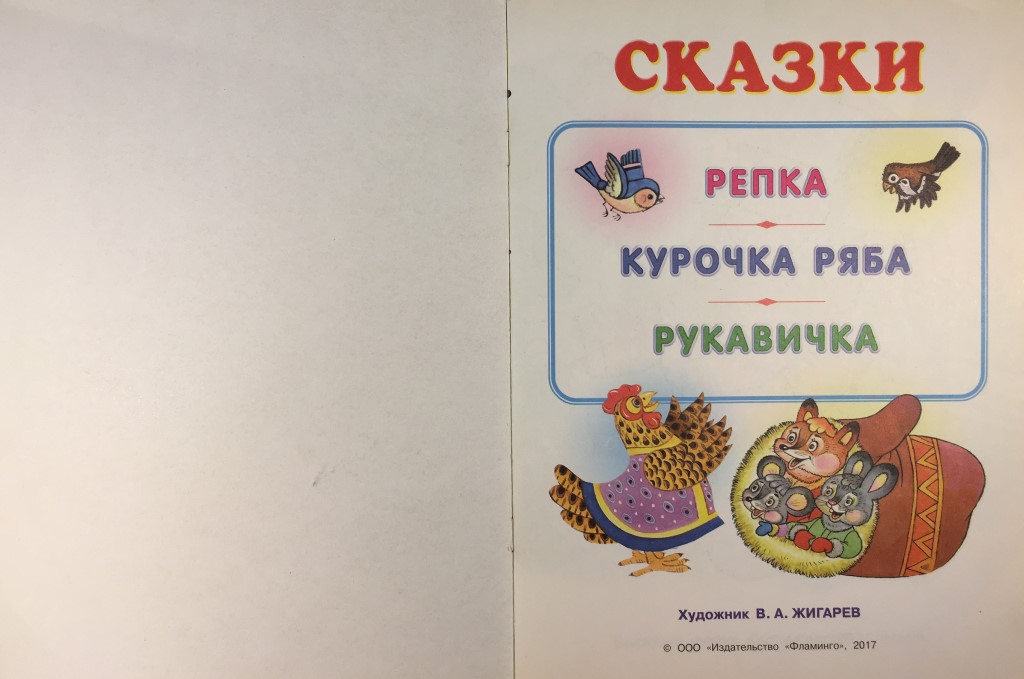 СКАЗКИ
РЕПКА
КУРОЧКА РЯБА
РУКАВИЧКА
Художник В. А. ЖИГАРЕВ
© ООО «Издательство «Фламинго», 2017